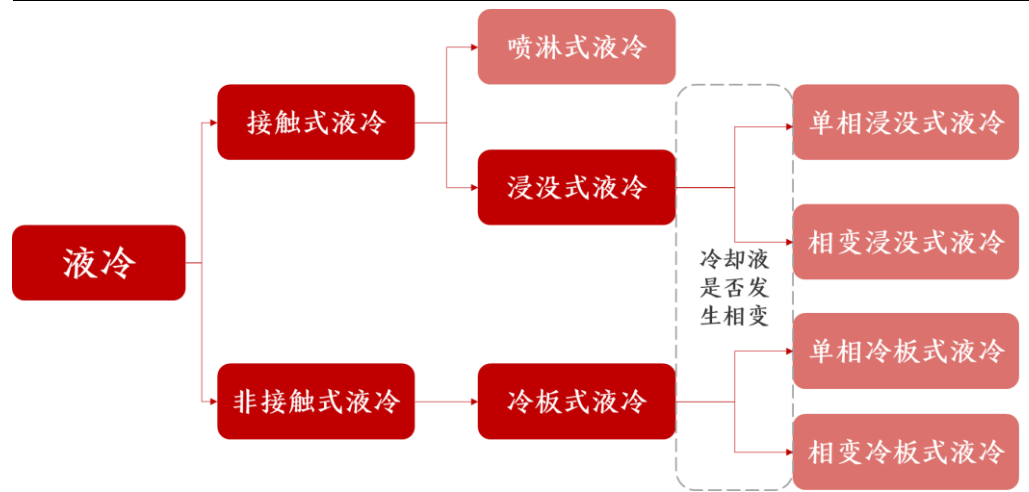 喷淋式液冷
接触式液冷
单相浸没式液冷
浸没式液冷
相变浸没式液冷
液冷
冷却液
是否发
生相变
单相冷板式液冷
非接触式液冷
冷板式液冷
相变冷板式液冷